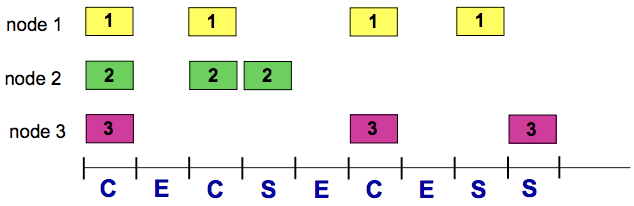 node 1 1 1 1 1
node 2 2 2 2
node 3 3 3 3
C E C S E C E S S